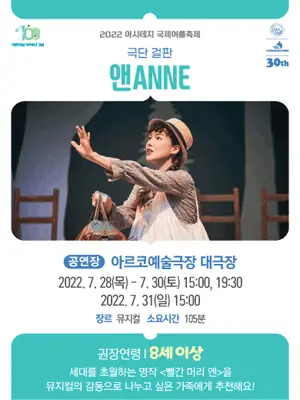 2022 아시테지 국제여름축제
30th
극단 걸판
앤ANNE
공연장 아르코예술극장 대극장
2022. 7. 28(목) - 7. 30(토) 15:00, 19:30
2022. 7. 31(일) 15:00
장르 뮤지컬 소요시간 105분
권장연령 | 8세 이상
세대를 초월하는 명작 <빨간 머리 앤>을
뮤지컬의 감동으로 나누고 싶은 가족에게 추천해요!